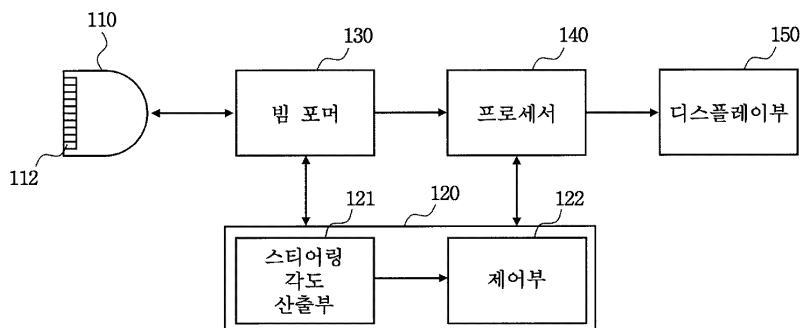 110
130
140
150
빔 포머
프로세서
디스플레이부
112
121
120
122
스티어링
각도
산출부
제어부